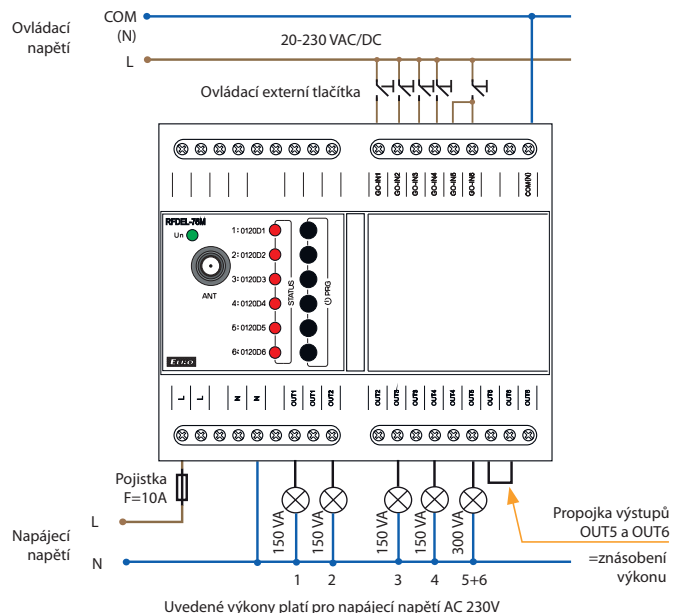 COM
(N)
Ovládací
napětí
L
20-230 VAC/DC
Ovládací externí tlačítka
GO-IN1
GO-IN2
GO-IN3
GO-IN4
GO-IN5
GO-IN6
COM(N)
RFDEL-76M
Un
ANT
1: 0120D1
2: 0120D2
3: 0120D3
4: 0120D4
5: 0120D5
6: 0120D6
STATUS
PRG
ELKO
L
L
N
N
OUT1
OUT1
OUT2
OUT2
OUT3
OUT3
OUT4
OUT4
OUT5
OUT5
OUT6
OUT6
Pojistka
F=10A
L
Napájecí
napětí
N
150 VA
150 VA
150 VA
150 VA
300 VA
1
2
3
4
5+6
Propojka výstupů
OUT5 a OUT6
=znásobení
výkonu
Uvedené výkony platí pro napájecí napětí AC 230V